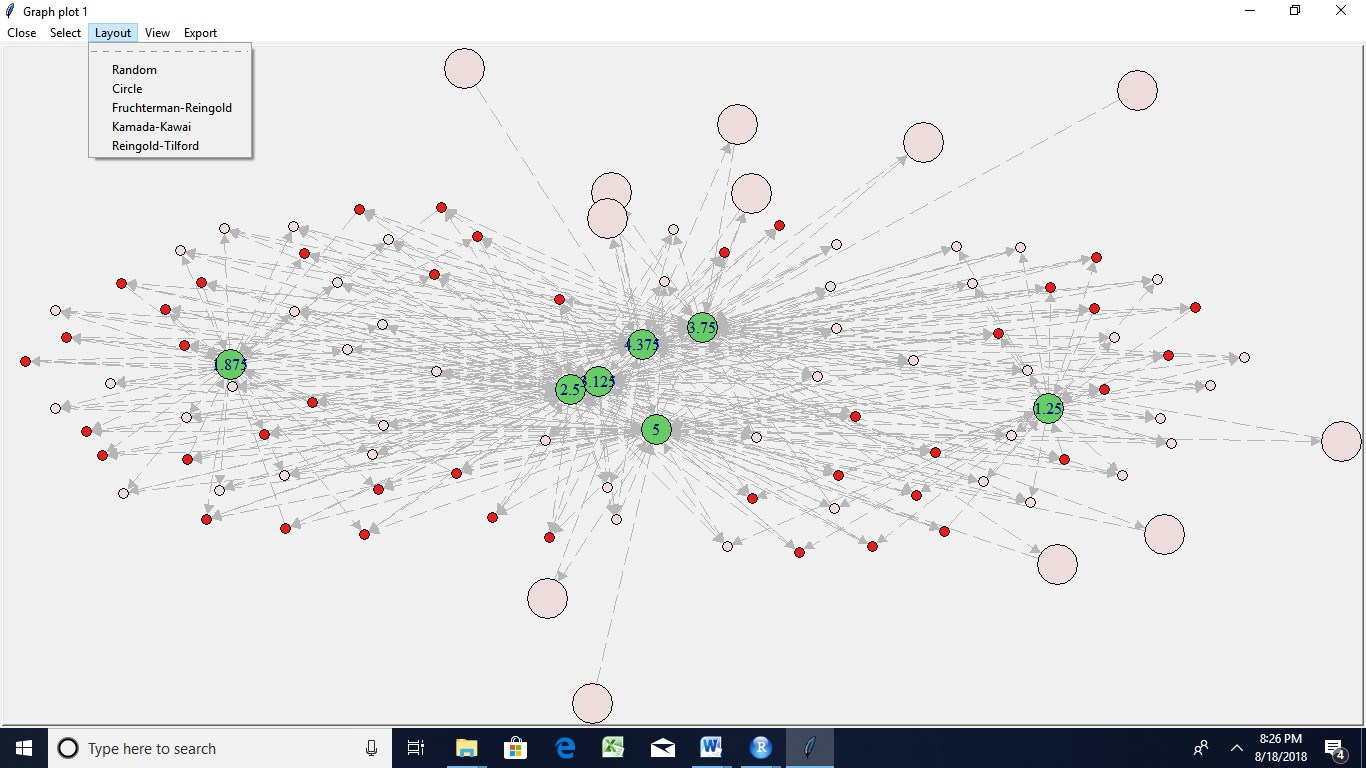 Graph plot 1
Close Select Layout View Export
Random
Circle
Fruchterman-Reingold
Kamada-Kawai
Reingold-Tilford
3.75
4.375
1.875
3.125
2.5
1.25
5
Type here to search
8:26 PM
8/18/2018
4